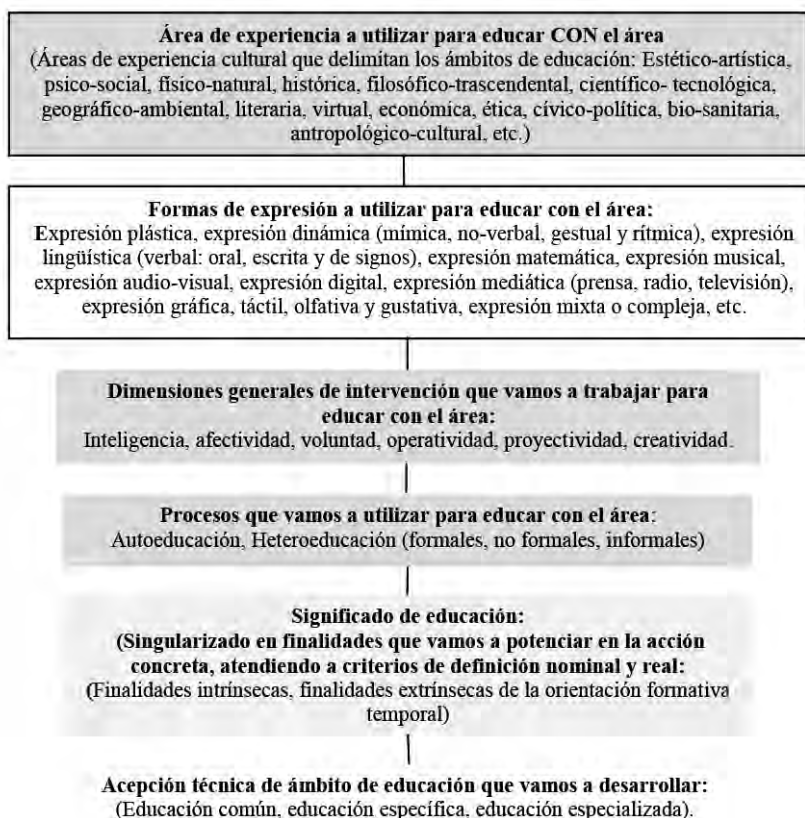 Área de experiencia a utilizar para educar CON el área
(Áreas de experiencia cultural que delimitan los ámbitos de educación: Estético-artística,
psico-social, físico-natural, histórica, filosófico-trascendental, científico- tecnológica,
geográfico-ambiental, literaria, virtual, económica, ética, cívico-política, bio-sanitaria,
antropológico-cultural, etc.)
Formas de expresión a utilizar para educar con el área:
Expresión plástica, expresión dinámica (mímica, no-verbal, gestual y rítmica), expresión
lingüística (verbal: oral, escrita y de signos), expresión matemática, expresión musical,
expresión audio-visual, expresión digital, expresión mediática (prensa, radio, televisión),
expresión gráfica, táctil, olfativa y gustativa, expresión mixta o compleja, etc.
Dimensiones generales de intervención que vamos a trabajar para
educar con el área:
Inteligencia, afectividad, voluntad, operatividad, proyectividad, creatividad.
Procesos que vamos a utilizar para educar con el área:
Autoeducación, Heteroeducación (formales, no formales, informales)
Significado de educación:
(Singularizado en finalidades que vamos a potenciar en la acción
concreta, atendiendo a criterios de definición nominal y real:
(Finalidades intrínsecas, finalidades extrínsecas de la orientación formativa
temporal)
Acepción técnica de ámbito de educación que vamos a desarrollar:
(Educación común, educación específica, educación especializada).